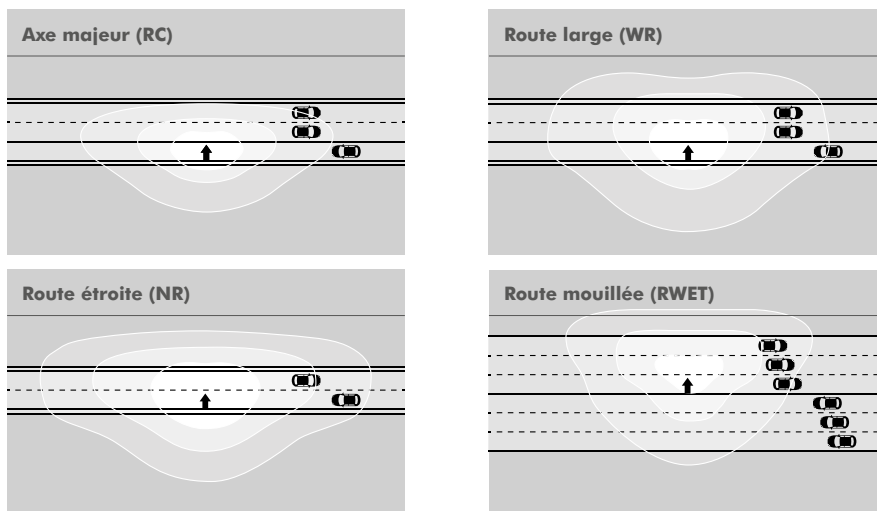 Axe majeur (RC)
Route large (WR)
Route étroite (NR)
Route mouillée (RWET)